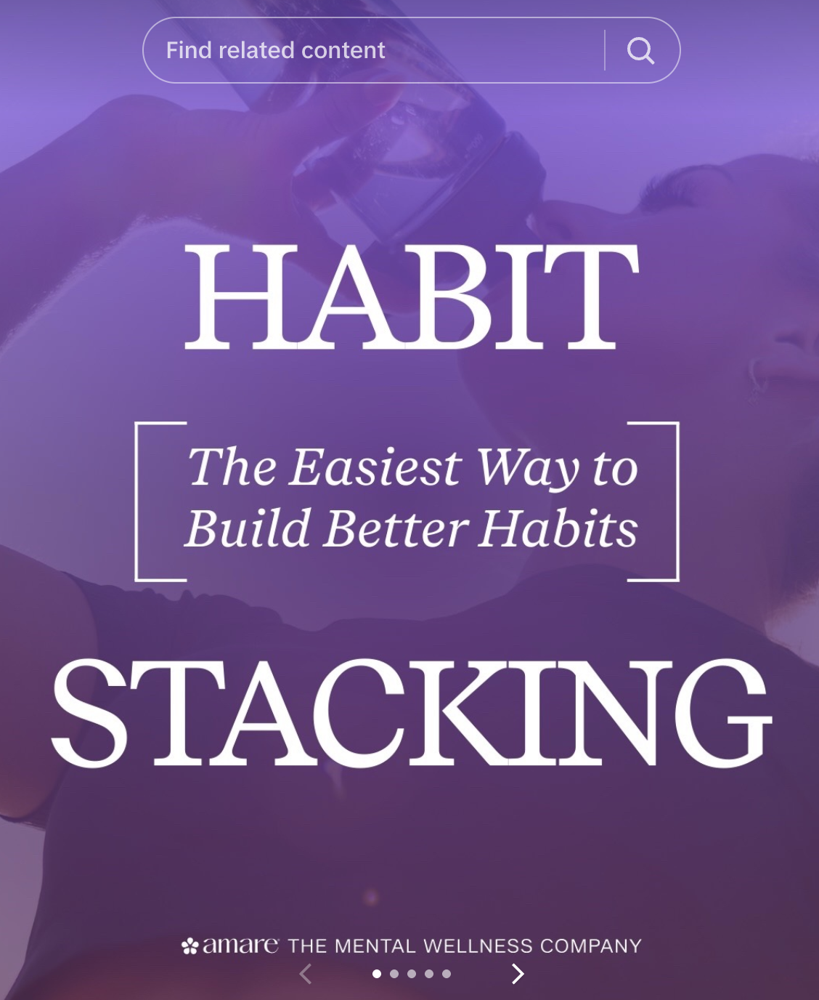 Find related content
HABIT
The Easiest Way to
Build Better Habits
STACKING
amare THE MENTAL WELLNESS COMPANY